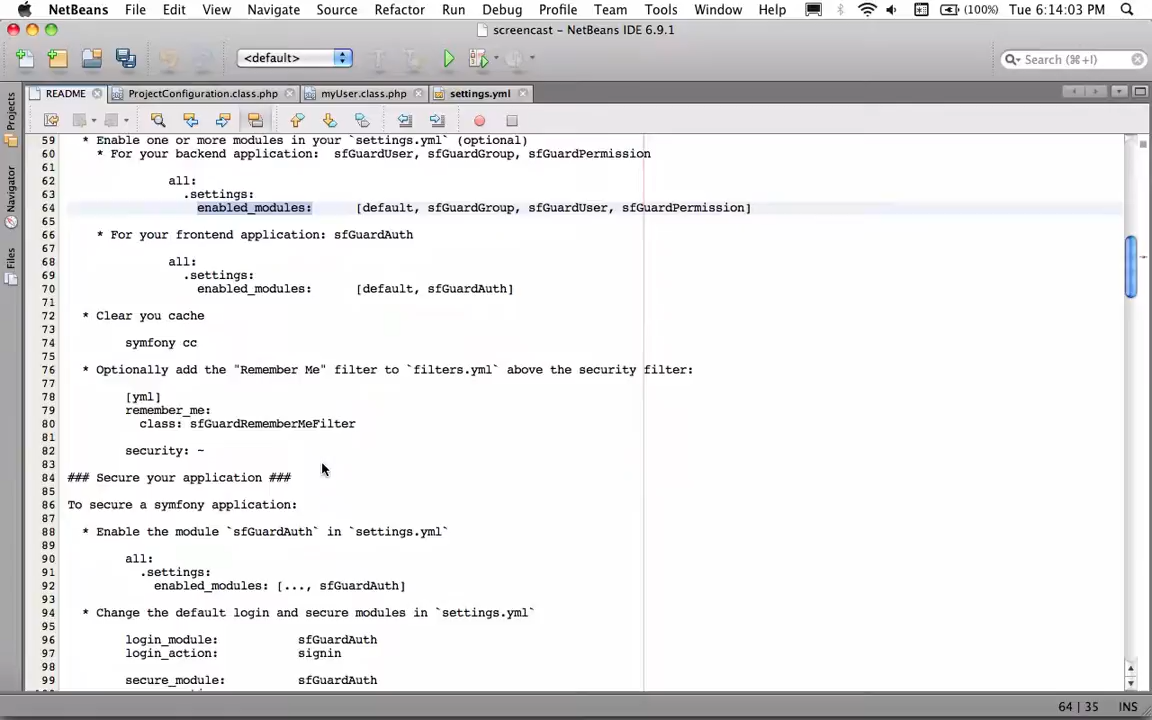 NetBeans File Edit View Navigate Source Refactor Run Debug Profile Team Tools Window Help (100%) Tue 6:14:03 PM
screencast - NetBeans IDE 6.9.1
<default> Search (⌘+I)
README ProjectConfiguration.class.php myUser.class.php settings.yml
Projects
Navigator
Files
59 * Enable one or more modules in your `settings.yml` (optional)
60 * For your backend application: sfGuardUser, sfGuardGroup, sfGuardPermission
61
62 all:
63 .settings:
64 enabled_modules: [default, sfGuardGroup, sfGuardUser, sfGuardPermission]
65
66 * For your frontend application: sfGuardAuth
67
68 all:
69 .settings:
70 enabled_modules: [default, sfGuardAuth]
71
72 * Clear you cache
73
74 symfony cc
75
76 * Optionally add the "Remember Me" filter to `filters.yml` above the security filter:
77
78 [yml]
79 remember_me:
80 class: sfGuardRememberMeFilter
81
82 security: ~
83
84 ### Secure your application ###
85
86 To secure a symfony application:
87
88 * Enable the module `sfGuardAuth` in `settings.yml`
89
90 all:
91 .settings:
92 enabled_modules: [..., sfGuardAuth]
93
94 * Change the default login and secure modules in `settings.yml`
95
96 login_module: sfGuardAuth
97 login_action: signin
98
99 secure_module: sfGuardAuth
64 | 35 INS